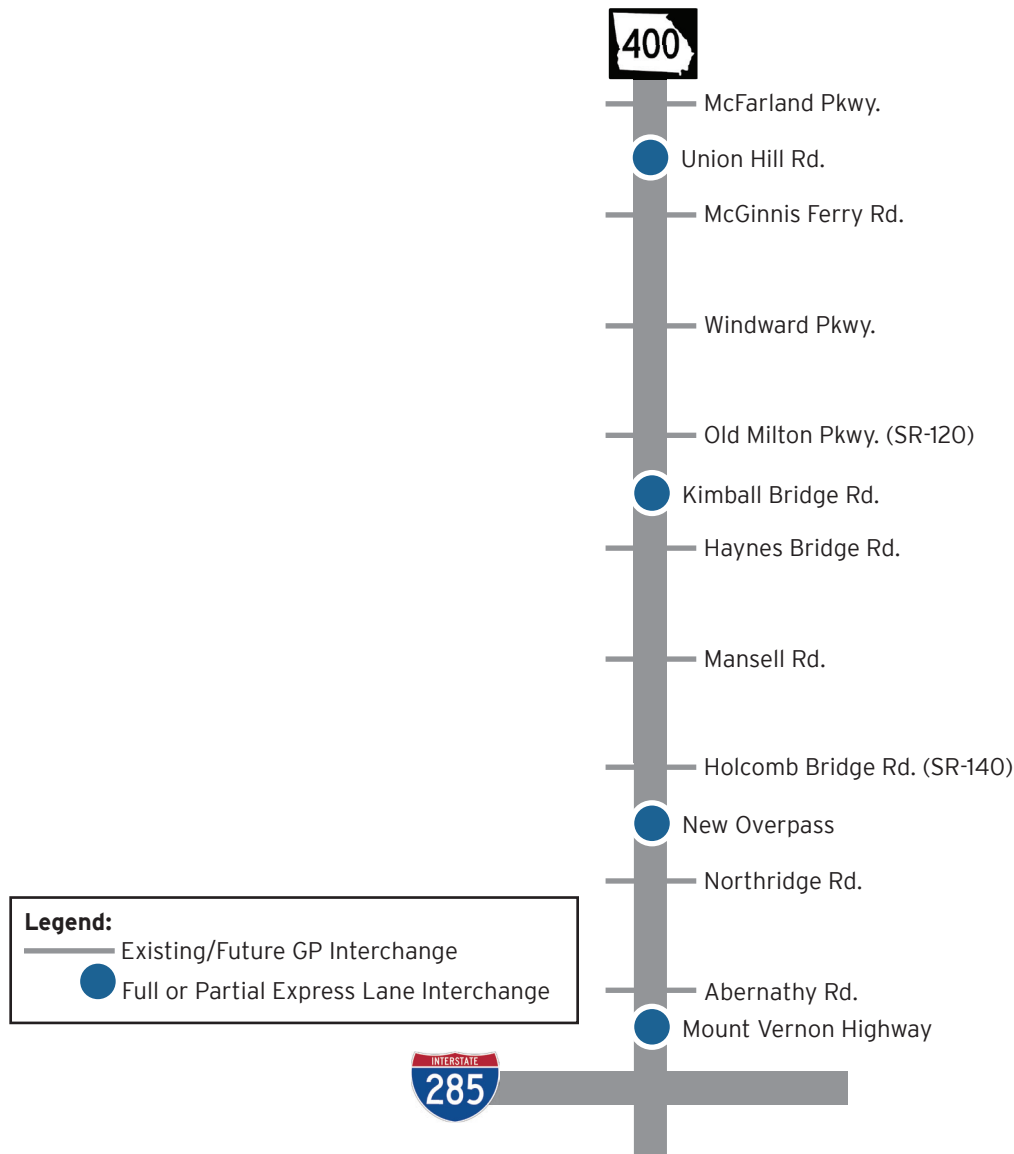 400
McFarland Pkwy.
Union Hill Rd.
McGinnis Ferry Rd.
Windward Pkwy.
Old Milton Pkwy. (SR-120)
Kimball Bridge Rd.
Haynes Bridge Rd.
Mansell Rd.
Holcomb Bridge Rd. (SR-140)
New Overpass
Northridge Rd.
Legend:
Existing/Future GP Interchange
Full or Partial Express Lane Interchange
Abernathy Rd.
Mount Vernon Highway
INTERSTATE
285